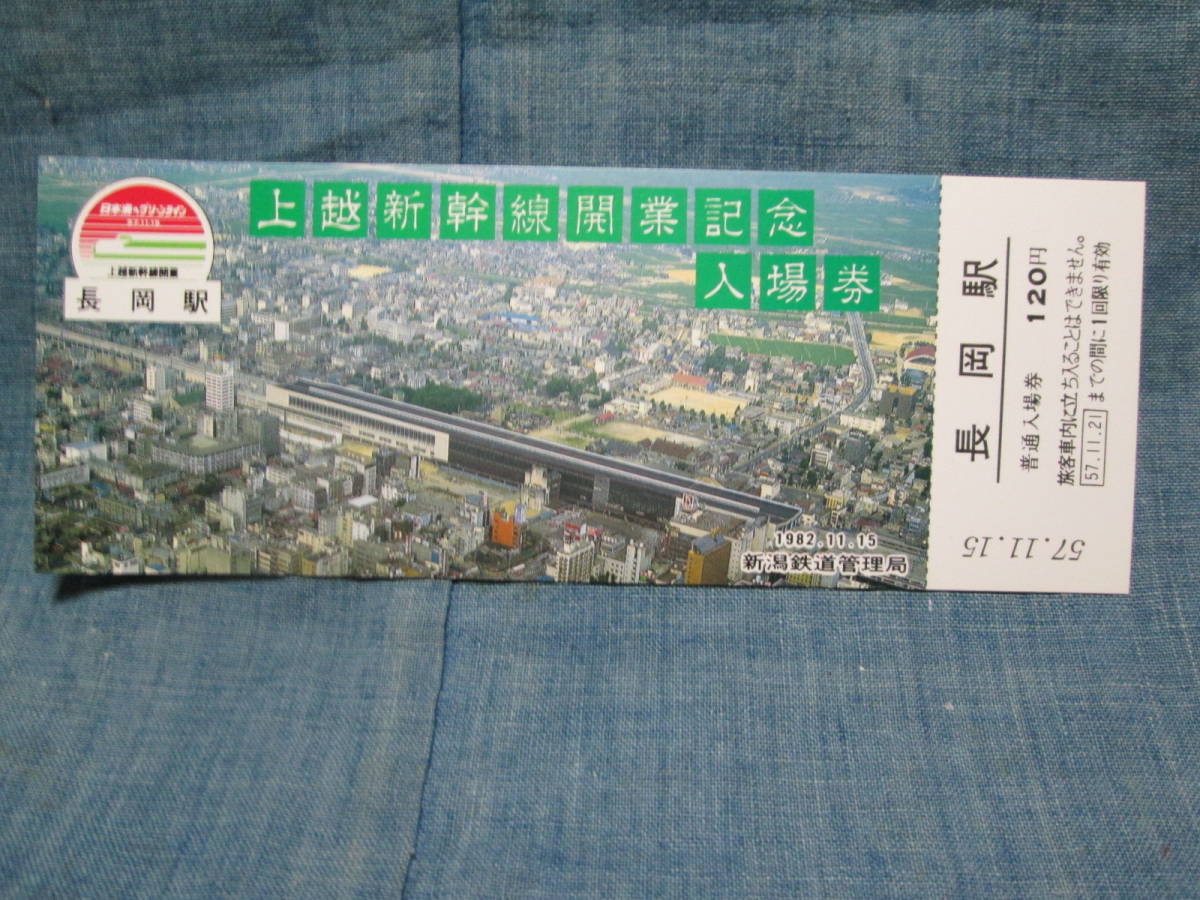 日本海へグリーンライン
57.11.15
上越新幹線開業
長岡駅
上越新幹線開業記念
入場券
1982.11.15
新潟鉄道管理局
長岡駅
普通入場券 120円
旅客車内に立ち入ることはできません。
57.11.21 までの間に1回限り有効
57.11.15